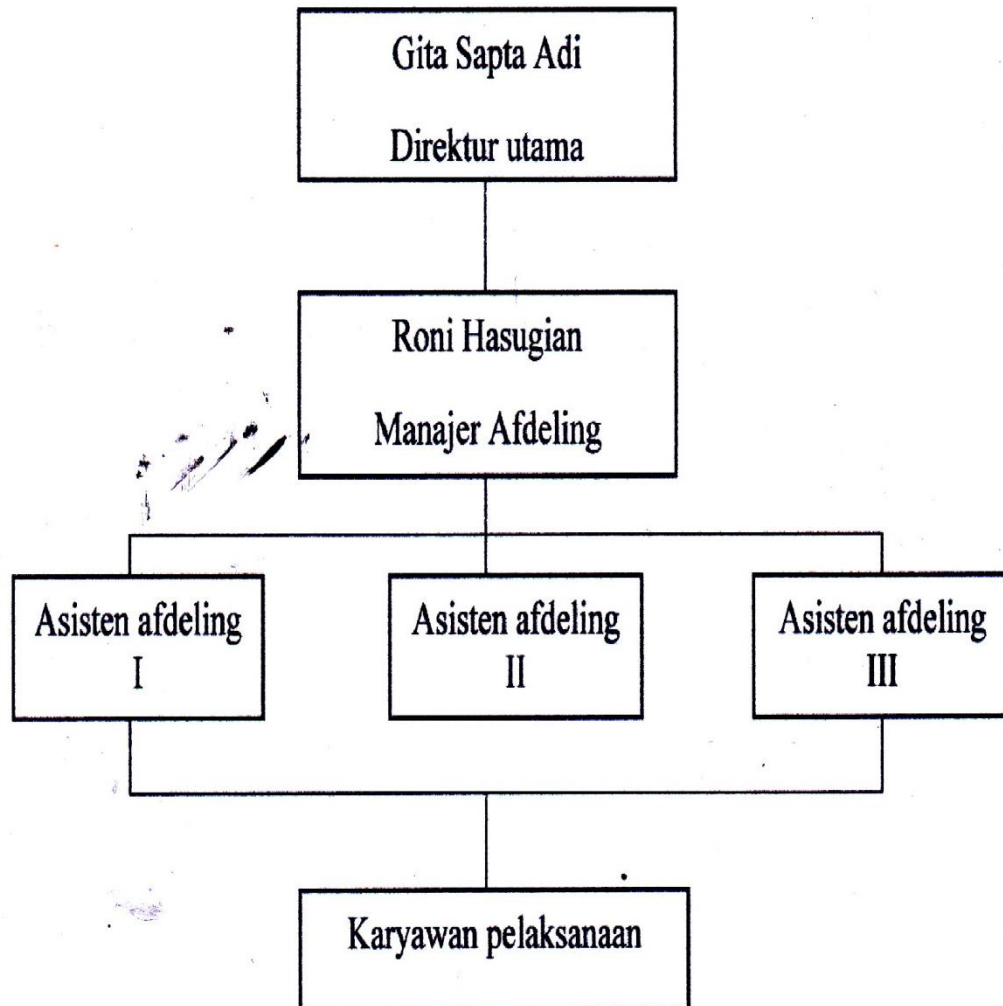 Gita Sapta Adi
Direktur utama
Roni Hasugian
Manajer Afdeling
Asisten afdeling
I
Asisten afdeling
II
Asisten afdeling
III
Karyawan pelaksanaan